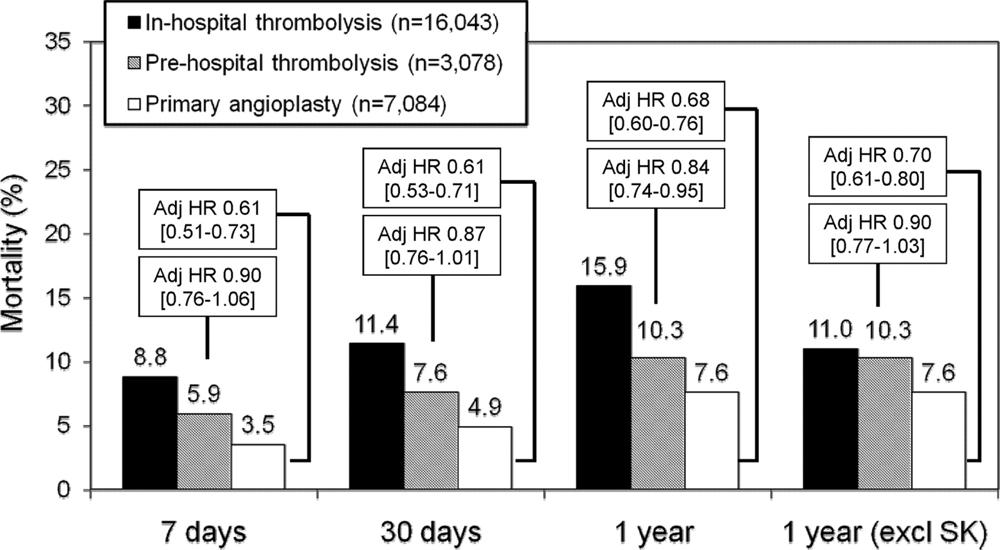 In-hospital thrombolysis (n=16,043)
Pre-hospital thrombolysis (n=3,078)
Primary angioplasty (n=7,084)
Mortality (%)
35
30
25
20
15
10
5
0
Adj HR 0.61
[0.51-0.73]
Adj HR 0.90
[0.76-1.06]
8.8
5.9
3.5
Adj HR 0.61
[0.53-0.71]
Adj HR 0.87
[0.76-1.01]
11.4
7.6
4.9
Adj HR 0.68
[0.60-0.76]
Adj HR 0.84
[0.74-0.95]
15.9
10.3
7.6
Adj HR 0.70
[0.61-0.80]
Adj HR 0.90
[0.77-1.03]
11.0
10.3
7.6
7 days
30 days
1 year
1 year (excl SK)